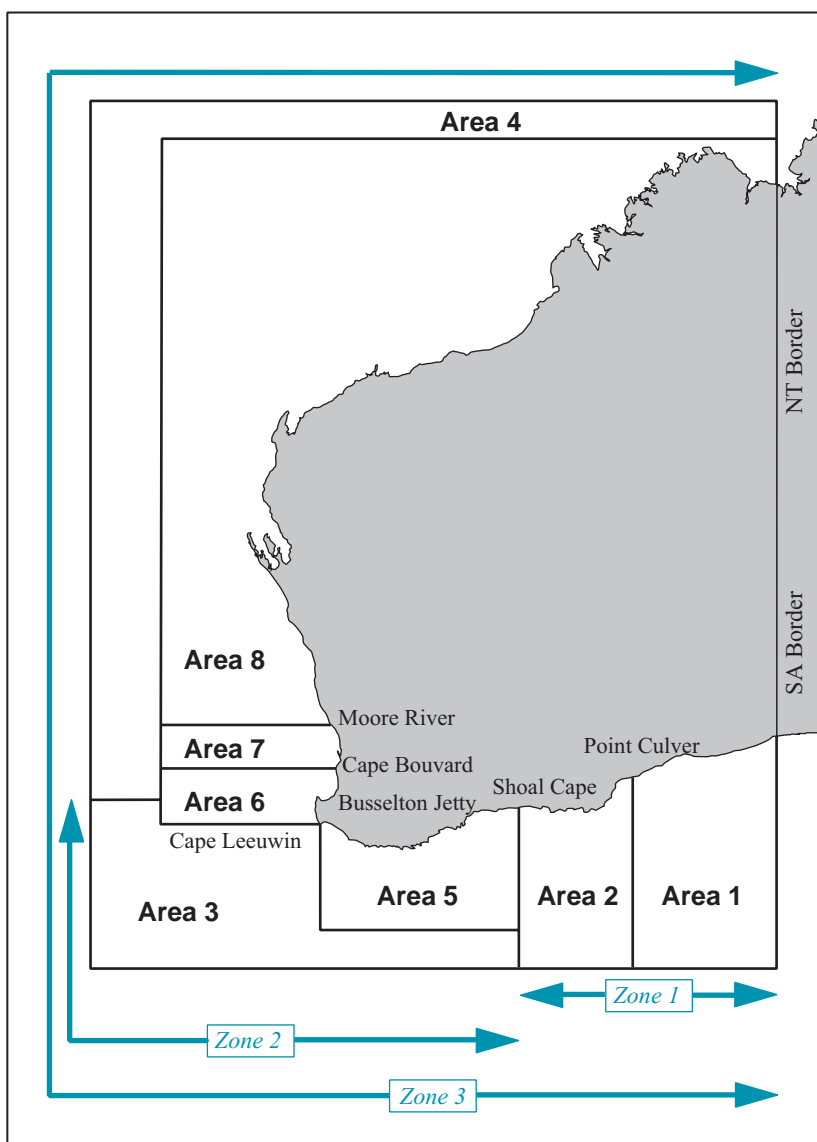 Area 4
NT Border
SA Border
Area 8
Moore River
Area 7
Point Culver
Cape Bouvard
Shoal Cape
Area 6
Busselton Jetty
Cape Leeuwin
Area 3
Area 5
Area 2
Area 1
Zone 1
Zone 2
Zone 3